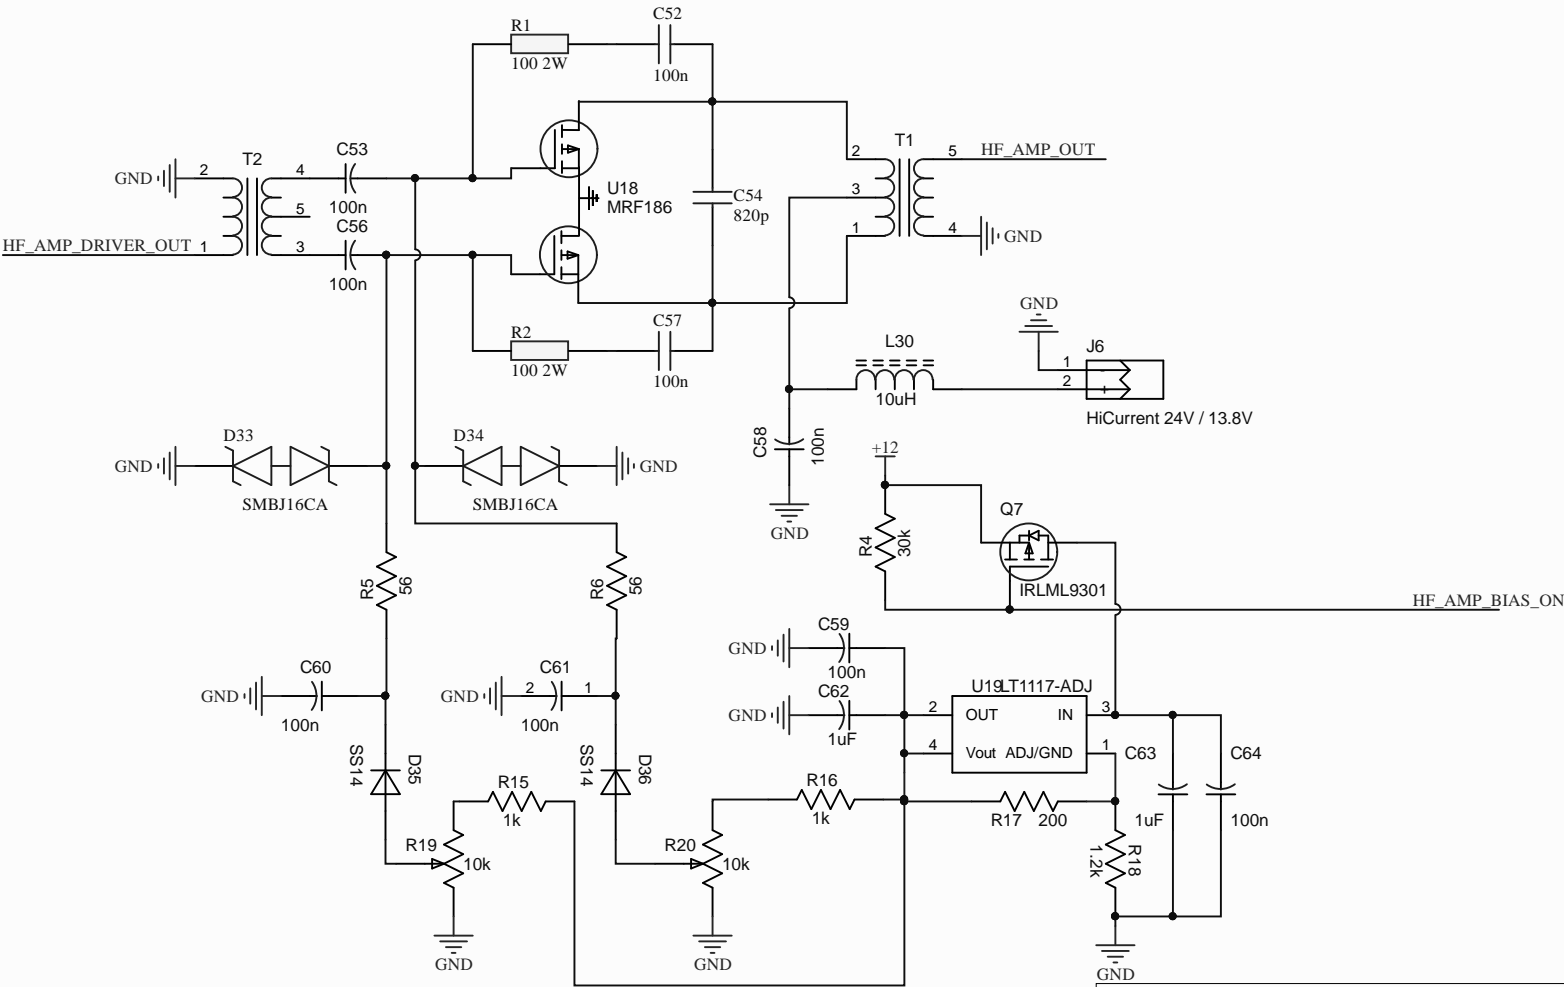 C52
R1
100 2W
100n
C53
T2
4
2
GND
100n
5
C56
HF_AMP_DRIVER_OUT
1
3
100n
U18
MRF186
C54
820p
T1
2
5
HF_AMP_OUT
3
1
4
GND
R2
C57
100 2W
100n
GND
L30
10uH
J6
1
2
-
+
HiCurrent 24V / 13.8V
C58
100n
GND
D33
GND
SMBJ16CA
D34
GND
SMBJ16CA
+12
R4
30k
Q7
IRLML9301
HF_AMP_BIAS_ON
R5
56
R6
56
C59
GND
100n
C62
GND
1uF
C60
GND
100n
C61
GND
2
1
100n
U19
LT1117-ADJ
2
OUT
IN
3
4
Vout
ADJ/GND
1
C63
C64
1uF
100n
SS14
D35
SS14
D36
R15
1k
R16
1k
R17
200
R18
1.2k
R19
10k
R20
10k
GND
GND
GND